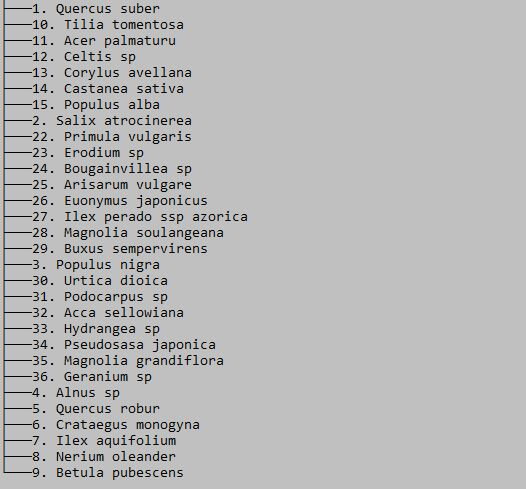 ├───1. Quercus suber
├───10. Tilia tomentosa
├───11. Acer palmaturu
├───12. Celtis sp
├───13. Corylus avellana
├───14. Castanea sativa
├───15. Populus alba
├───2. Salix atrocinerea
├───22. Primula vulgaris
├───23. Erodium sp
├───24. Bougainvillea sp
├───25. Arisarum vulgare
├───26. Euonymus japonicus
├───27. Ilex perado ssp azorica
├───28. Magnolia soulangeana
├───29. Buxus sempervirens
├───3. Populus nigra
├───30. Urtica dioica
├───31. Podocarpus sp
├───32. Acca sellowiana
├───33. Hydrangea sp
├───34. Pseudosasa japonica
├───35. Magnolia grandiflora
├───36. Geranium sp
├───4. Alnus sp
├───5. Quercus robur
├───6. Crataegus monogyna
├───7. Ilex aquifolium
├───8. Nerium oleander
└───9. Betula pubescens